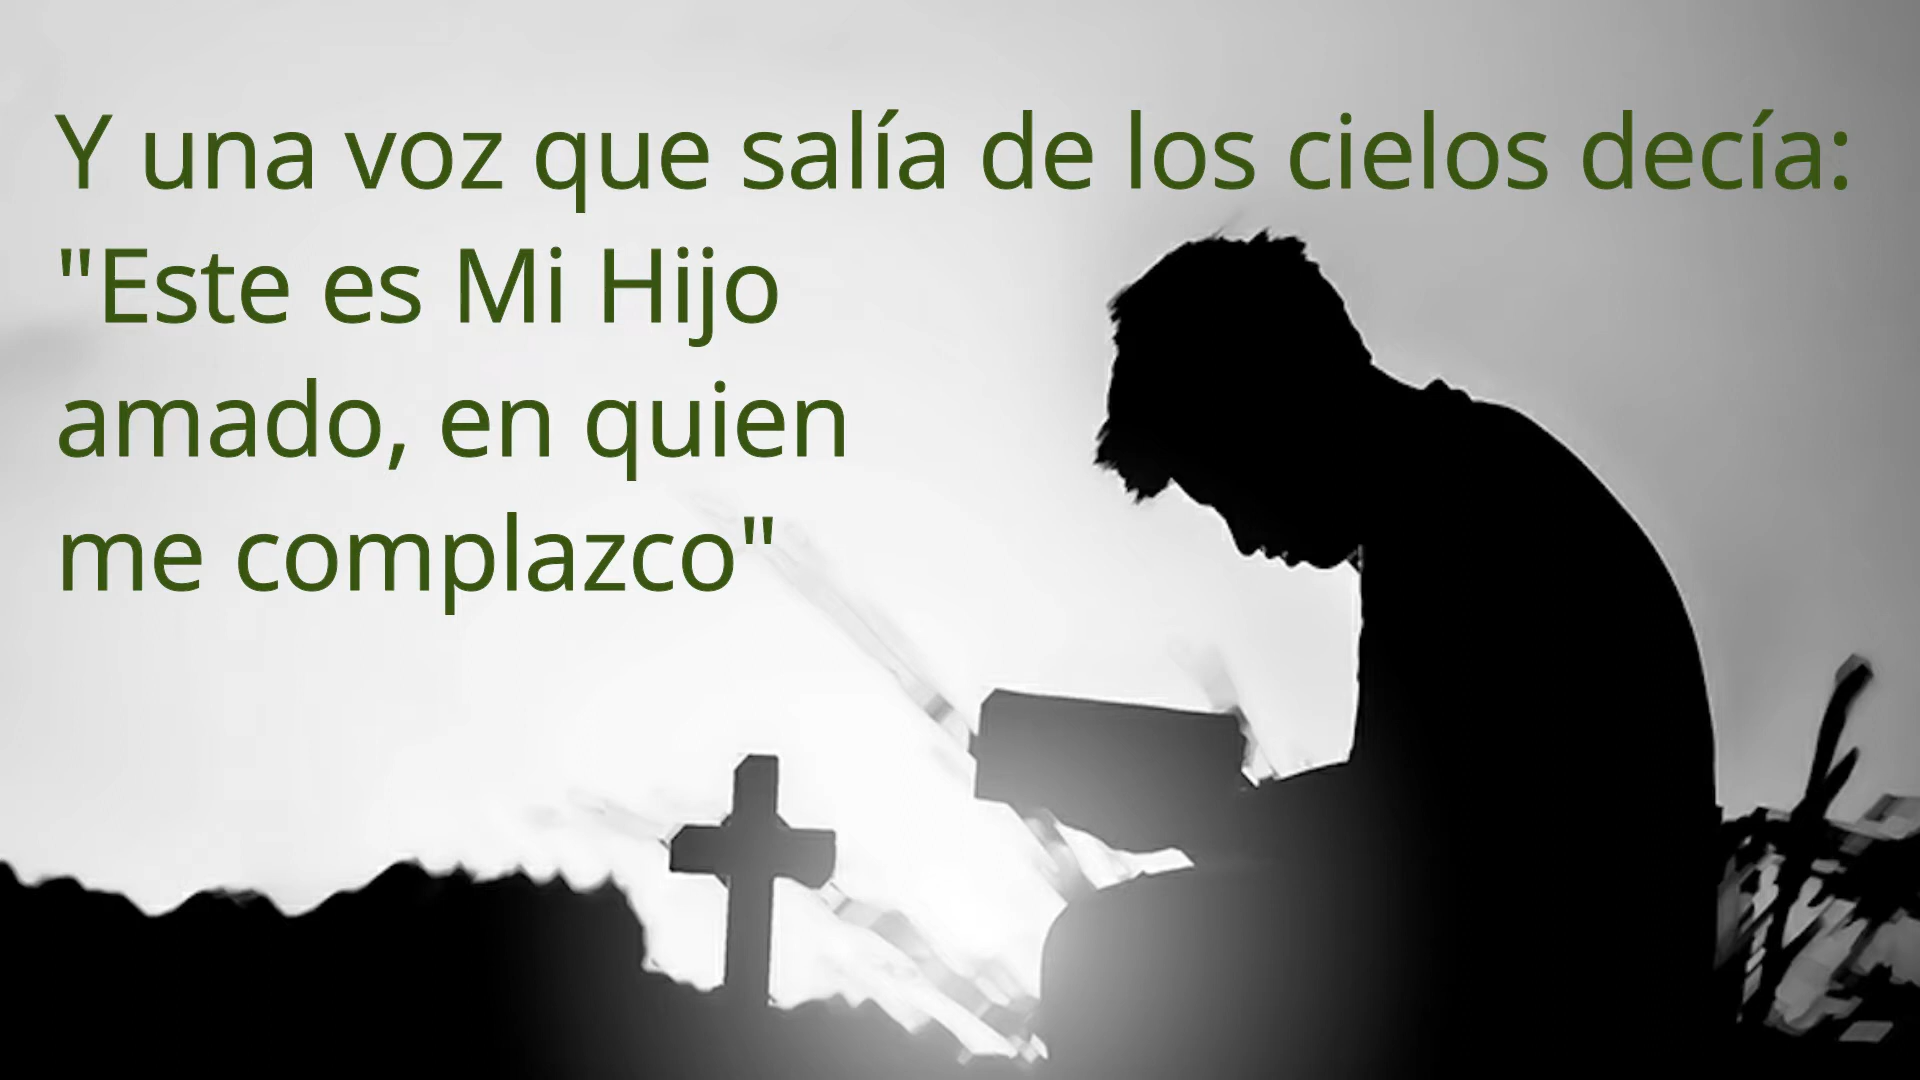 Y una voz que salía de los cielos decía:
"Este es Mi Hijo
amado, en quien
me complazco"